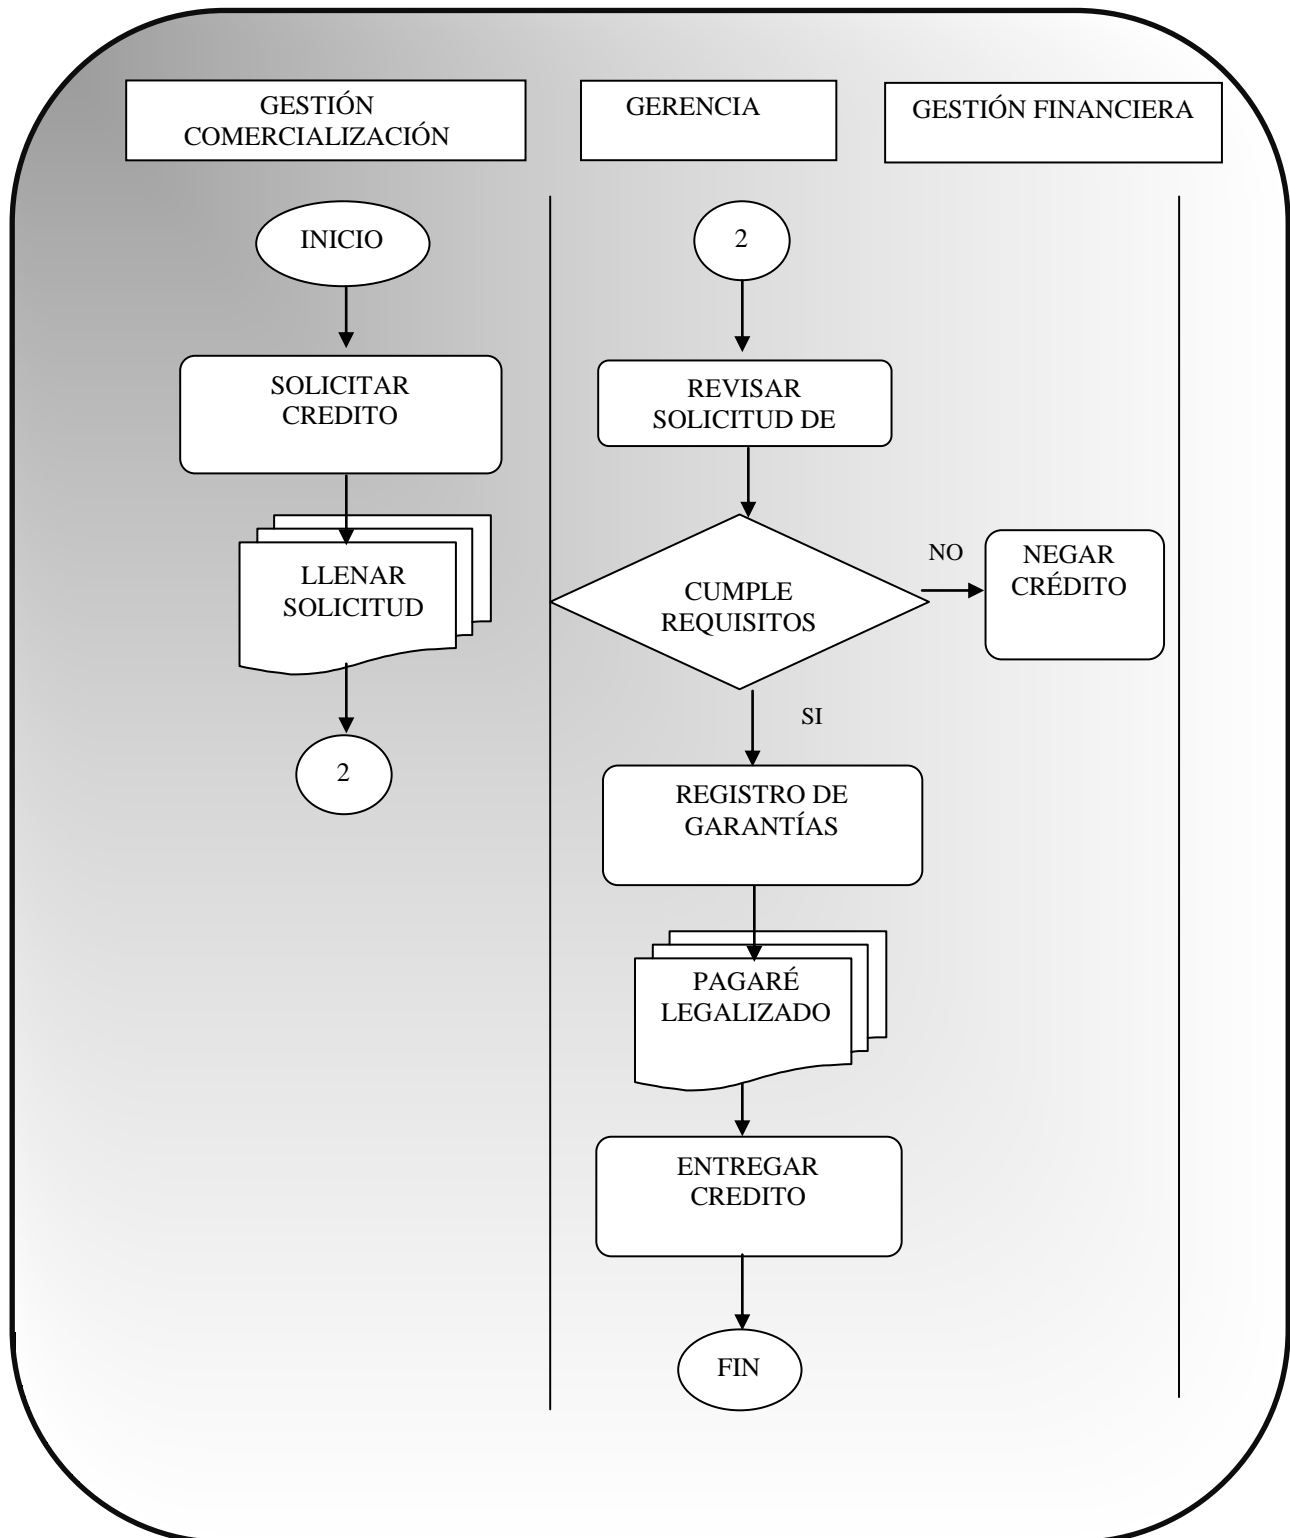 GESTIÓN
COMERCIALIZACIÓN
GERENCIA
GESTIÓN FINANCIERA
INICIO
SOLICITAR
CREDITO
LLENAR
SOLICITUD
2
2
REVISAR
SOLICITUD DE
CUMPLE
REQUISITOS
NO
NEGAR
CRÉDITO
SI
REGISTRO DE
GARANTÍAS
PAGARÉ
LEGALIZADO
ENTREGAR
CREDITO
FIN